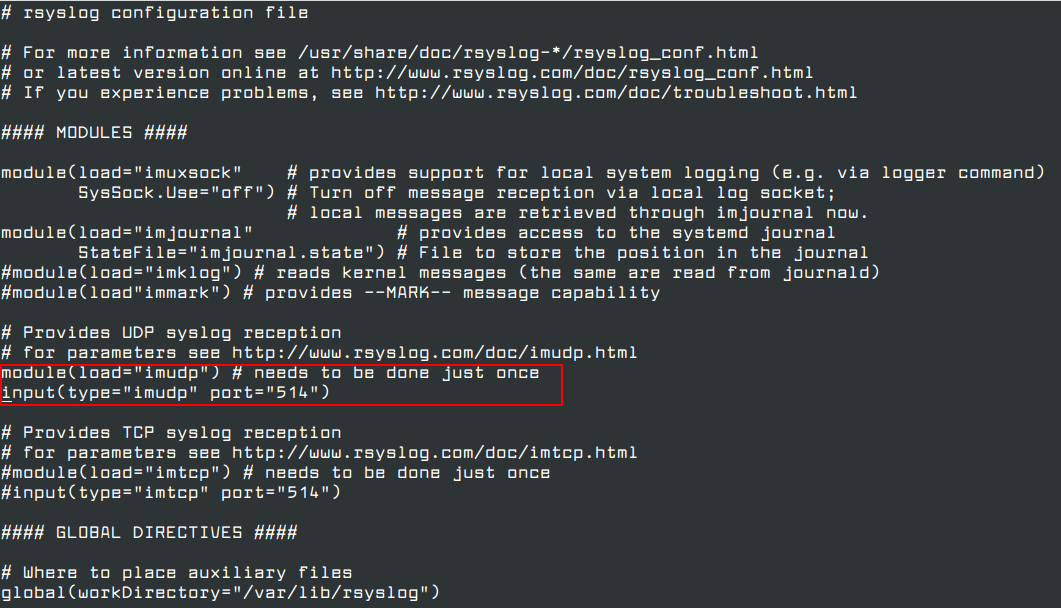 # rsyslog configuration file
# For more information see /usr/share/doc/rsyslog-*/rsyslog_conf.html
# or latest version online at http://www.rsyslog.com/doc/rsyslog_conf.html
# If you experience problems, see http://www.rsyslog.com/doc/troubleshoot.html
#### MODULES ####
module(load="imuxsock"    # provides support for local system logging (e.g. via logger command)
       SysSock.Use="off") # Turn off message reception via local log socket;
                          # local messages are retrieved through imjournal now.
module(load="imjournal"             # provides access to the systemd journal
       StateFile="imjournal.state") # File to store the position in the journal
#module(load="imklog") # reads kernel messages (the same are read from journald)
#module(load"immark") # provides --MARK-- message capability
# Provides UDP syslog reception
# for parameters see http://www.rsyslog.com/doc/imudp.html
module(load="imudp") # needs to be done just once
input(type="imudp" port="514")
# Provides TCP syslog reception
# for parameters see http://www.rsyslog.com/doc/imtcp.html
#module(load="imtcp") # needs to be done just once
#input(type="imtcp" port="514")
#### GLOBAL DIRECTIVES ####
# Where to place auxiliary files
global(workDirectory="/var/lib/rsyslog")